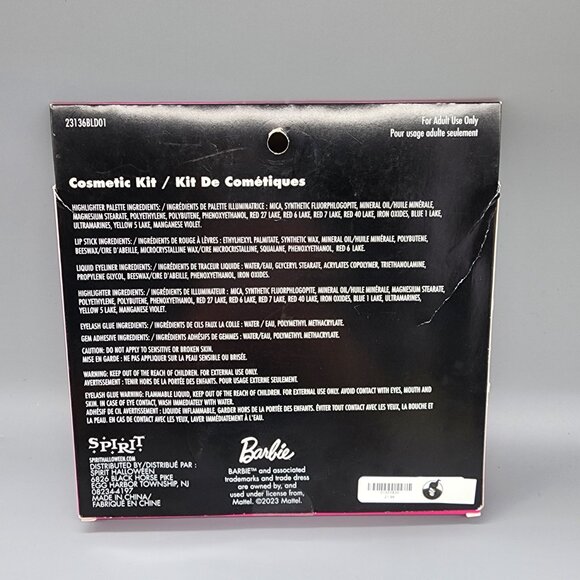 23136BLD01
For Adult Use Only
Pour usage adulte seulement
Cosmetic Kit / Kit De Cométiques
HIGHLIGHTER PALETTE INGREDIENTS: / INGRÉDIENTS DE PALETTE ILLUMINATRICE : MICA, SYNTHETIC FLUORPHLOGOPITE, MINERAL OIL/HUILE MINÉRALE,
MAGNESIUM STEARATE, POLYETHYLENE, POLYBUTENE, PHENOXYETHANOL, RED 27 LAKE, RED 6 LAKE, RED 7 LAKE, RED 40 LAKE, IRON OXIDES, BLUE 1 LAKE,
ULTRAMARINES, YELLOW 5 LAKE, MANGANESE VIOLET.
LIP STICK INGREDIENTS: / INGRÉDIENTS DE ROUGE À LÈVRES : ETHYLHEXYL PALMITATE, SYNTHETIC WAX, MINERAL OIL/HUILE MINÉRALE, POLYBUTENE,
BEESWAX/CIRE D'ABEILLE, MICROCRYSTALLINE WAX/CIRE MICROCRISTALLINE, SQUALANE, PHENOXYETHANOL, RED 6 LAKE.
LIQUID EYELINER INGREDIENTS: / INGRÉDIENTS DE TRACEUR LIQUIDE : WATER/EAU, GLYCERYL STEARATE, ACRYLATES COPOLYMER, TRIETHANOLAMINE,
PROPYLENE GLYCOL, BEESWAX/CIRE D'ABEILLE, PHENOXYETHANOL, IRON OXIDES.
HIGHLIGHTER INGREDIENTS: / INGRÉDIENTS DE ILLUMINATEUR : MICA, SYNTHETIC FLUORPHLOGOPITE, MINERAL OIL/HUILE MINÉRALE, MAGNESIUM STEARATE,
POLYETHYLENE, POLYBUTENE, PHENOXYETHANOL, RED 27 LAKE, RED 6 LAKE, RED 7 LAKE, RED 40 LAKE, IRON OXIDES, BLUE 1 LAKE, ULTRAMARINES,
YELLOW 5 LAKE, MANGANESE VIOLET.
EYELASH GLUE INGREDIENTS: / INGRÉDIENTS DE CILS FAUX LA COLLE : WATER / EAU, POLYMETHYL METHACRYLATE.
GEM ADHESIVE INGREDIENTS: / INGRÉDIENTS ADHÉSIFS DE GEMMES : WATER/EAU, POLYMETHYL METHACRYLATE.
CAUTION: DO NOT APPLY TO SENSITIVE OR BROKEN SKIN.
MISE EN GARDE : NE PAS APPLIQUER SUR LA PEAU SENSIBLE OU BRISÉE.
WARNING: KEEP OUT OF THE REACH OF CHILDREN. FOR EXTERNAL USE ONLY.
AVERTISSEMENT : TENIR HORS DE LA PORTÉE DES ENFANTS. POUR USAGE EXTERNE SEULEMENT.
EYELASH GLUE WARNING: FLAMMABLE LIQUID, KEEP OUT OF THE REACH OF CHILDREN. FOR EXTERNAL USE ONLY. AVOID CONTACT WITH EYES, MOUTH AND
SKIN. IN CASE OF EYE CONTACT, WASH IMMEDIATELY WITH WATER.
ADHÉSIF DE CIL AVERTISSEMENT : LIQUIDE INFLAMMABLE, GARDER HORS DE LA PORTÉE DES ENFANTS. ÉVITER TOUT CONTACT AVEC LES YEUX, LA BOUCHE ET
LA PEAU. EN CAS DE CONTACT AVEC LES YEUX, LAVER IMMÉDIATEMENT À L'EAU.
SPIRIT
SPIRITHALLOWEEN.COM
DISTRIBUTED BY/DISTRIBUÉ PAR :
SPIRIT HALLOWEEN
6826 BLACK HORSE PIKE
EGG HARBOR TOWNSHIP, NJ
08234-4197
MADE IN CHINA/
FABRIQUÉ EN CHINE
Barbie
BARBIE™ and associated
trademarks and trade dress
are owned by, and
used under license from,
Mattel. ©2023 Mattel.